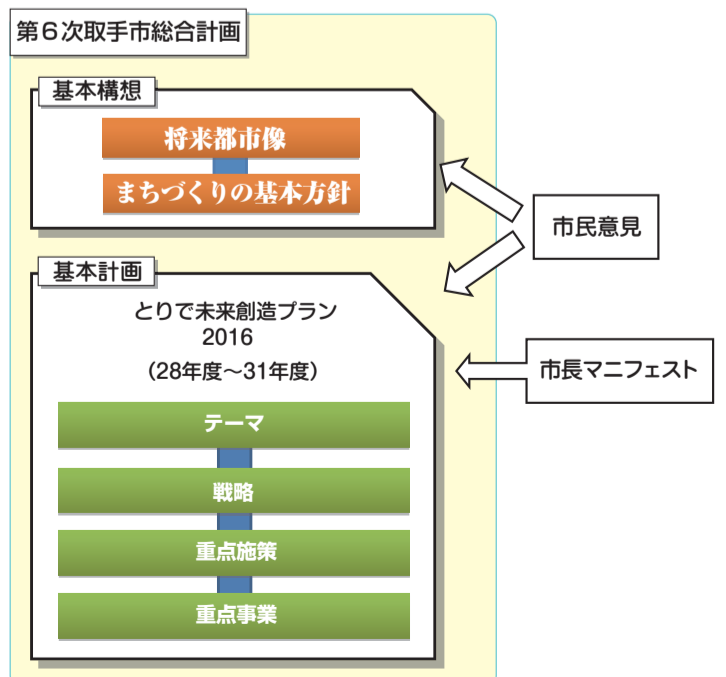 第6次取手市総合計画
基本構想
将来都市像
まちづくりの基本方針
市民意見
基本計画
とりで未来創造プラン
2016
（28年度～31年度）
市長マニフェスト
テーマ
戦略
重点施策
重点事業